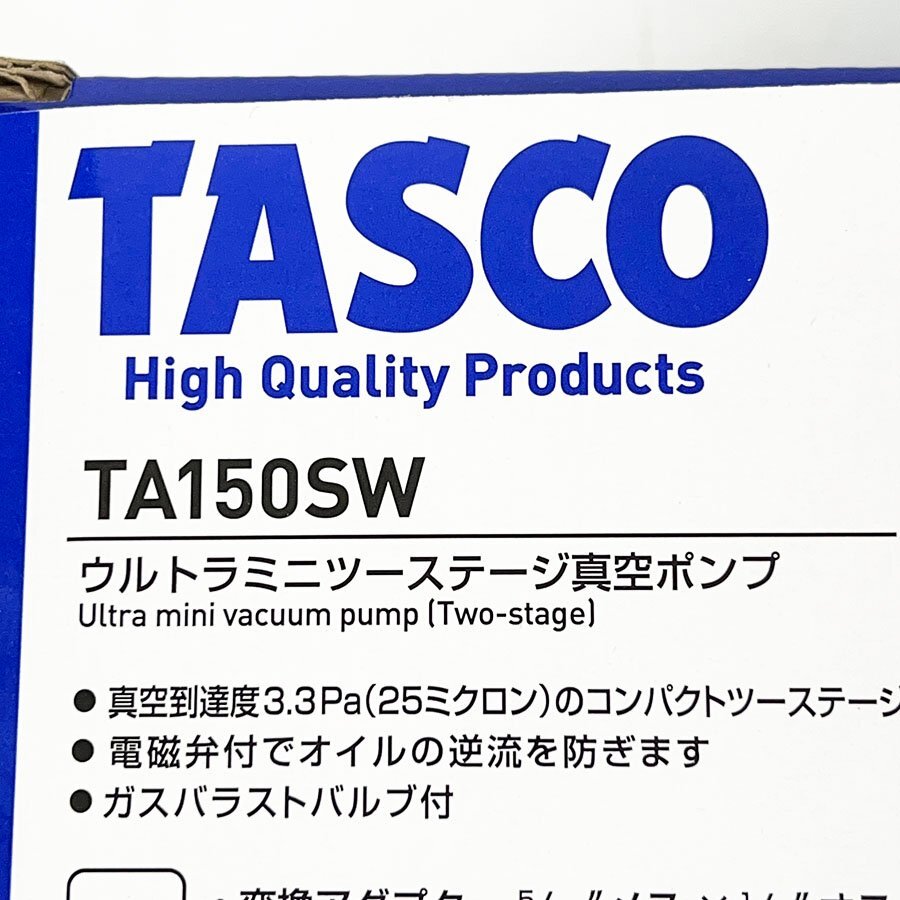 TASCO
High Quality Products
TA150SW
ウルトラミニツーステージ真空ポンプ
Ultra mini vacuum pump (Two-stage)
● 真空到達度3.3Pa(25ミクロン)のコンパクトツーステージ
● 電磁弁付でオイルの逆流を防ぎます
● ガスバラストバルブ付